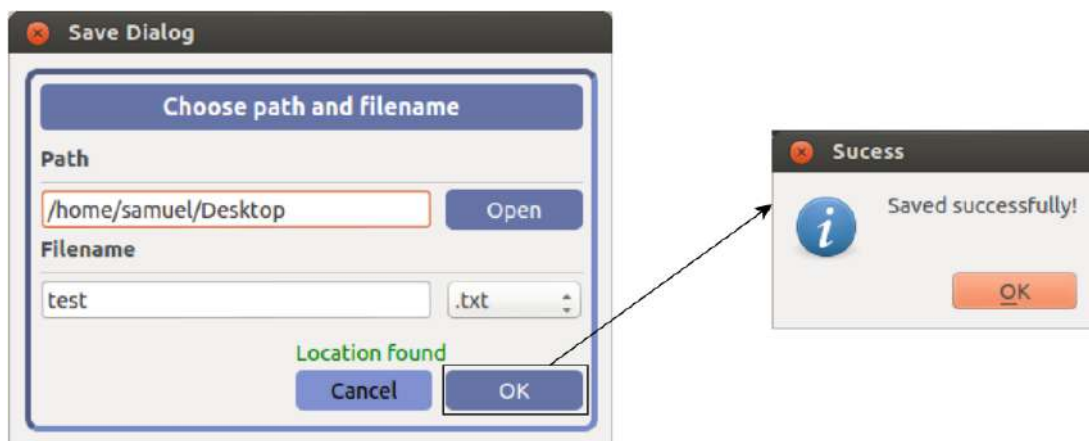 Save Dialog
Choose path and filename
Path
/home/samuel/Desktop
Open
Filename
test
.txt
Location found
Cancel
OK
Sucess
Saved successfully!
OK